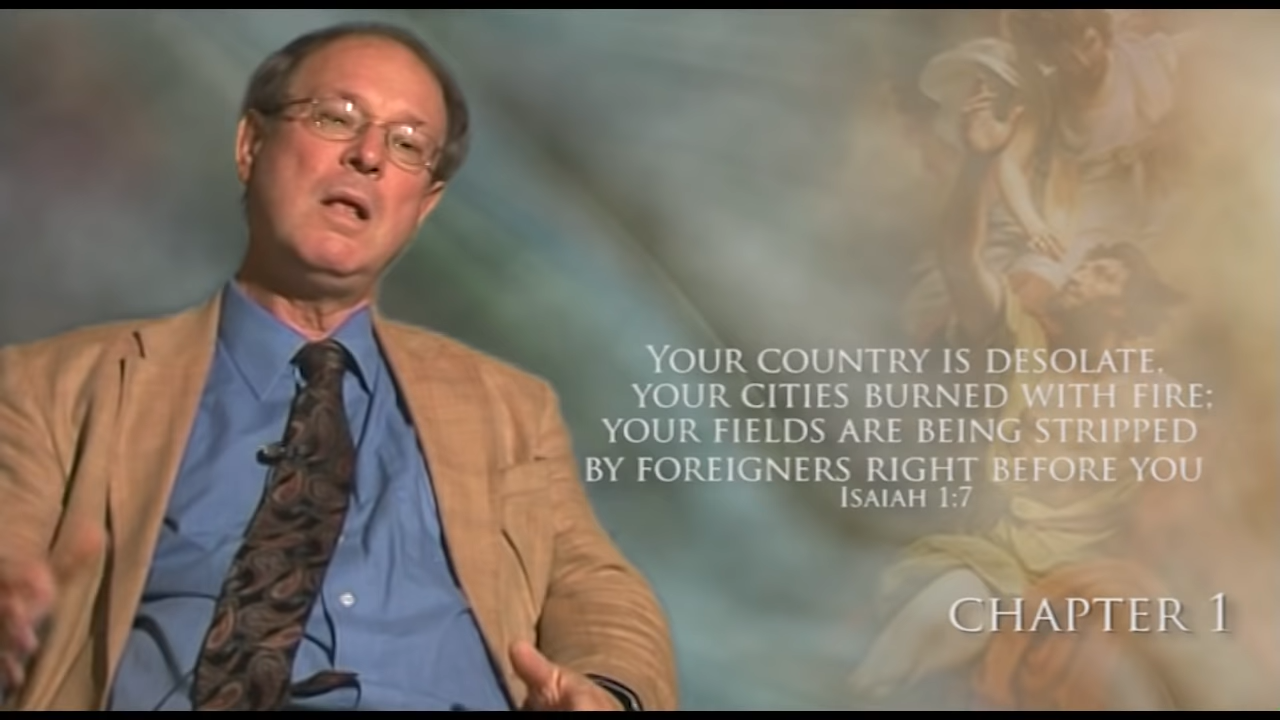 YOUR COUNTRY IS DESOLATE,
YOUR CITIES BURNED WITH FIRE;
YOUR FIELDS ARE BEING STRIPPED
BY FOREIGNERS RIGHT BEFORE YOU
ISAIAH 1:7
CHAPTER 1